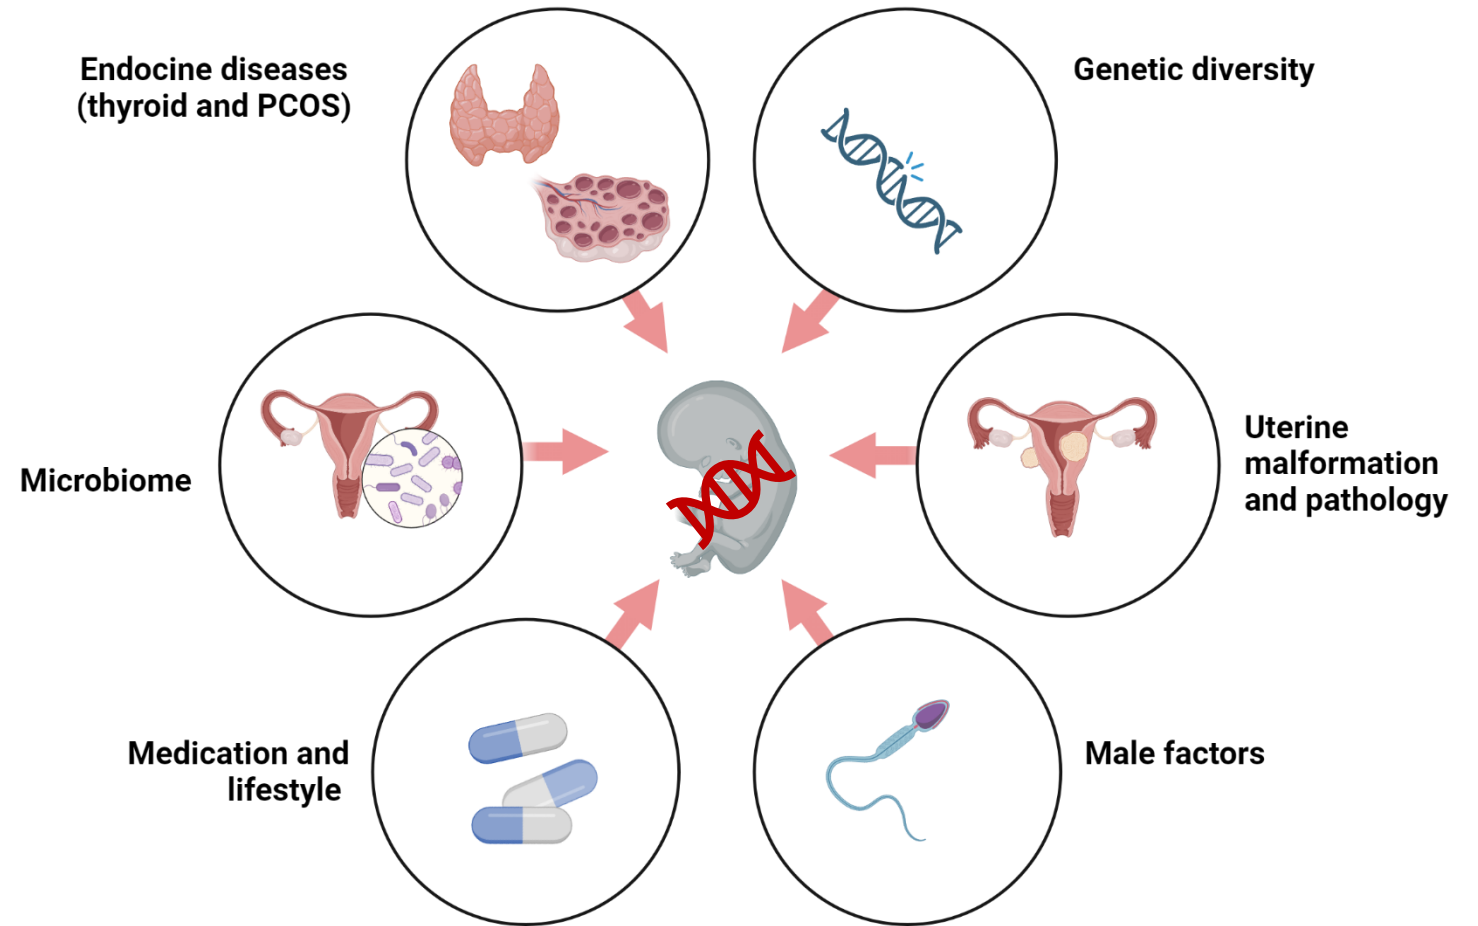 Endocine diseases
(thyroid and PCOS)
Genetic diversity
Microbiome
Uterine
malformation
and pathology
Medication and
lifestyle
Male factors